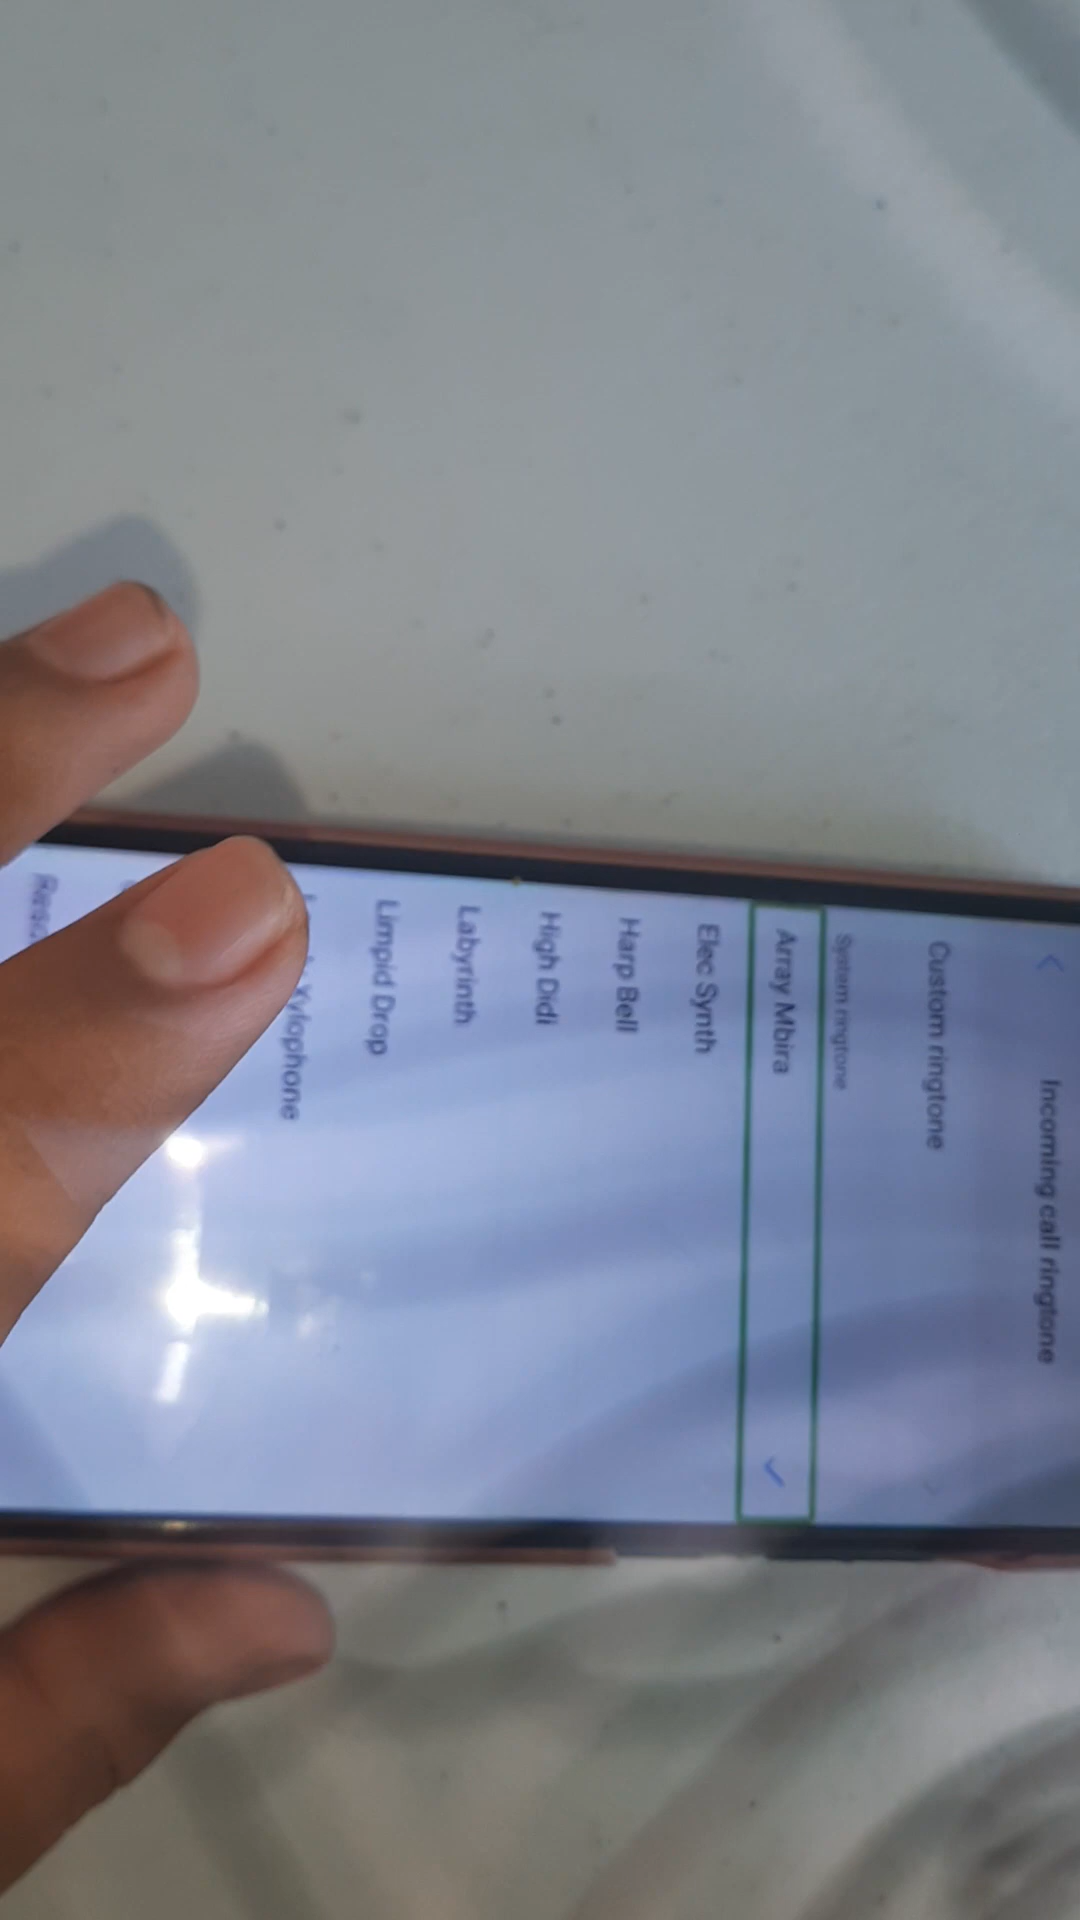 Incoming call ringtone
Custom ringtone
System ringtone
Array Mbira
Elec Synth
Harp Bell
High Didi
Labyrinth
Limpid Drop
Xylophone